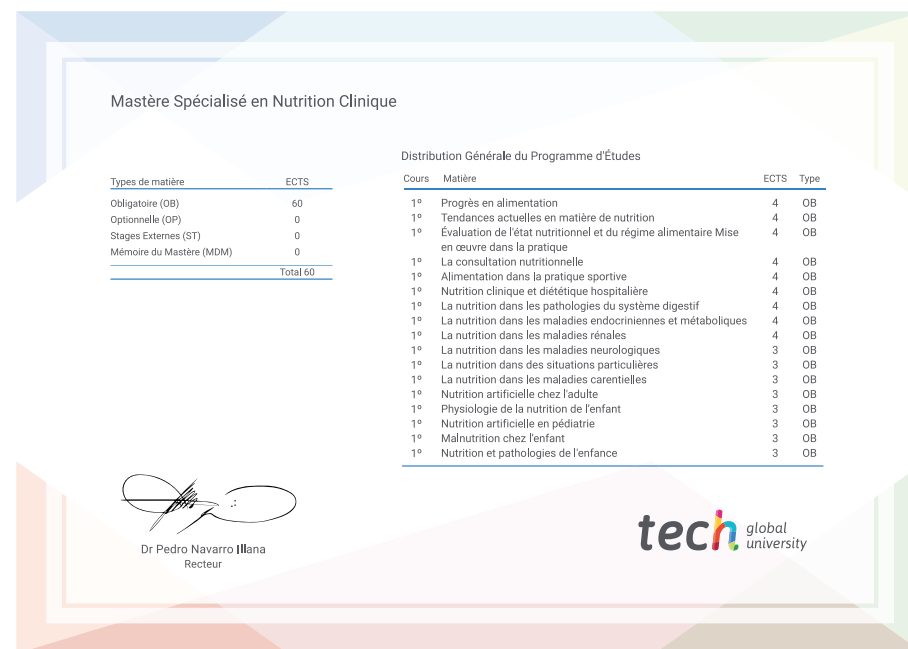 Mastère Spécialisé en Nutrition Clinique
Types de matière ECTS
Obligatoire (OB) 60
Optionnelle (OP) 0
Stages Externes (ST) 0
Mémoire du Mastère (MDM) 0
Total 60
Distribution Générale du Programme d'Études
Cours Matière ECTS Type
1º Progrès en alimentation 4 OB
1º Tendances actuelles en matière de nutrition 4 OB
1º Évaluation de l'état nutritionnel et du régime alimentaire Mise 4 OB
en œuvre dans la pratique
1º La consultation nutritionnelle 4 OB
1º Alimentation dans la pratique sportive 4 OB
1º Nutrition clinique et diététique hospitalière 4 OB
1º La nutrition dans les pathologies du système digestif 4 OB
1º La nutrition dans les maladies endocriniennes et métaboliques 4 OB
1º La nutrition dans les maladies rénales 4 OB
1º La nutrition dans les maladies neurologiques 3 OB
1º La nutrition dans des situations particulières 3 OB
1º La nutrition dans les maladies carentielles 3 OB
1º Nutrition artificielle chez l'adulte 3 OB
1º Physiologie de la nutrition de l'enfant 3 OB
1º Nutrition artificielle en pédiatrie 3 OB
1º Malnutrition chez l'enfant 3 OB
1º Nutrition et pathologies de l'enfance 3 OB
Dr Pedro Navarro Illana
Recteur
tech global
university